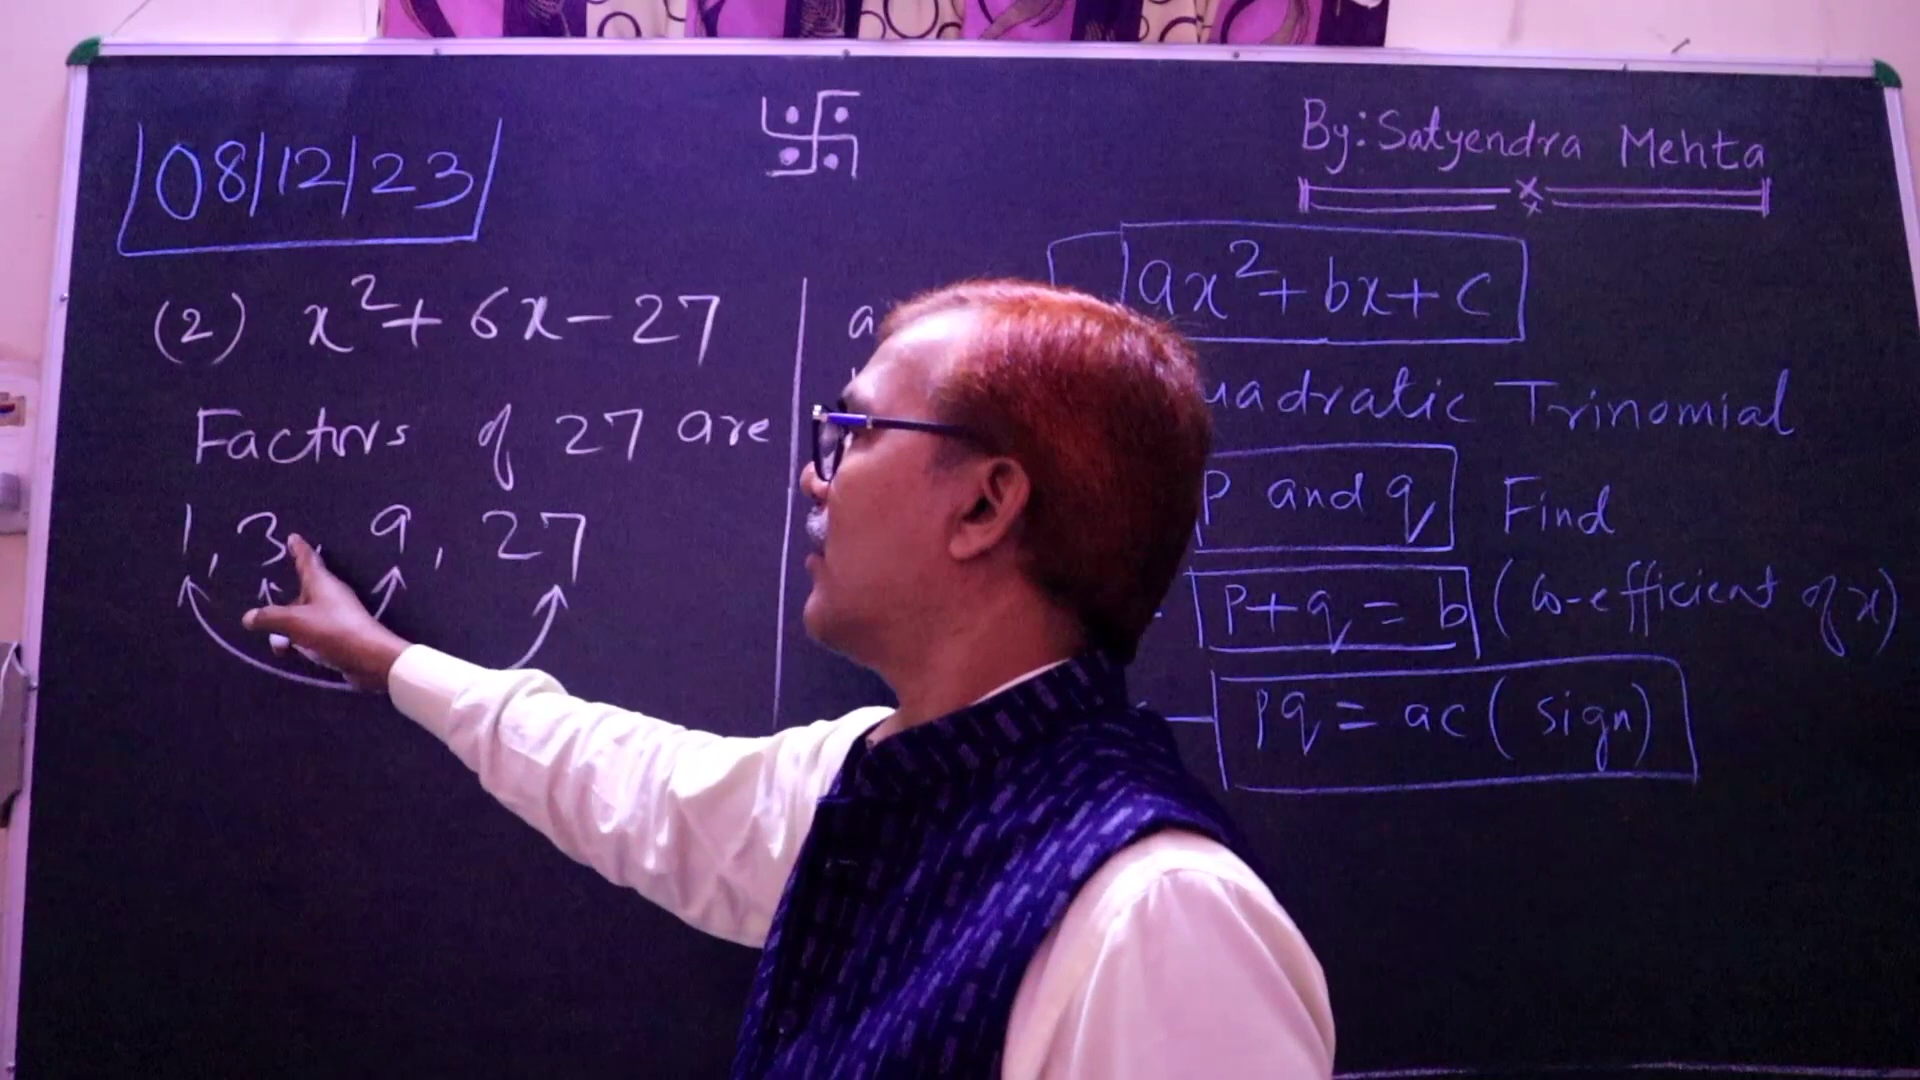 08/12/23
By: Satyendra Mehta
(2) x² + 6x - 27
Factors of 27 are
1, 3, 9, 27
a
ax² + bx + c
uadratic Trinomial
p and q Find
p + q = b (Co-efficient of x)
pq = ac (sign)